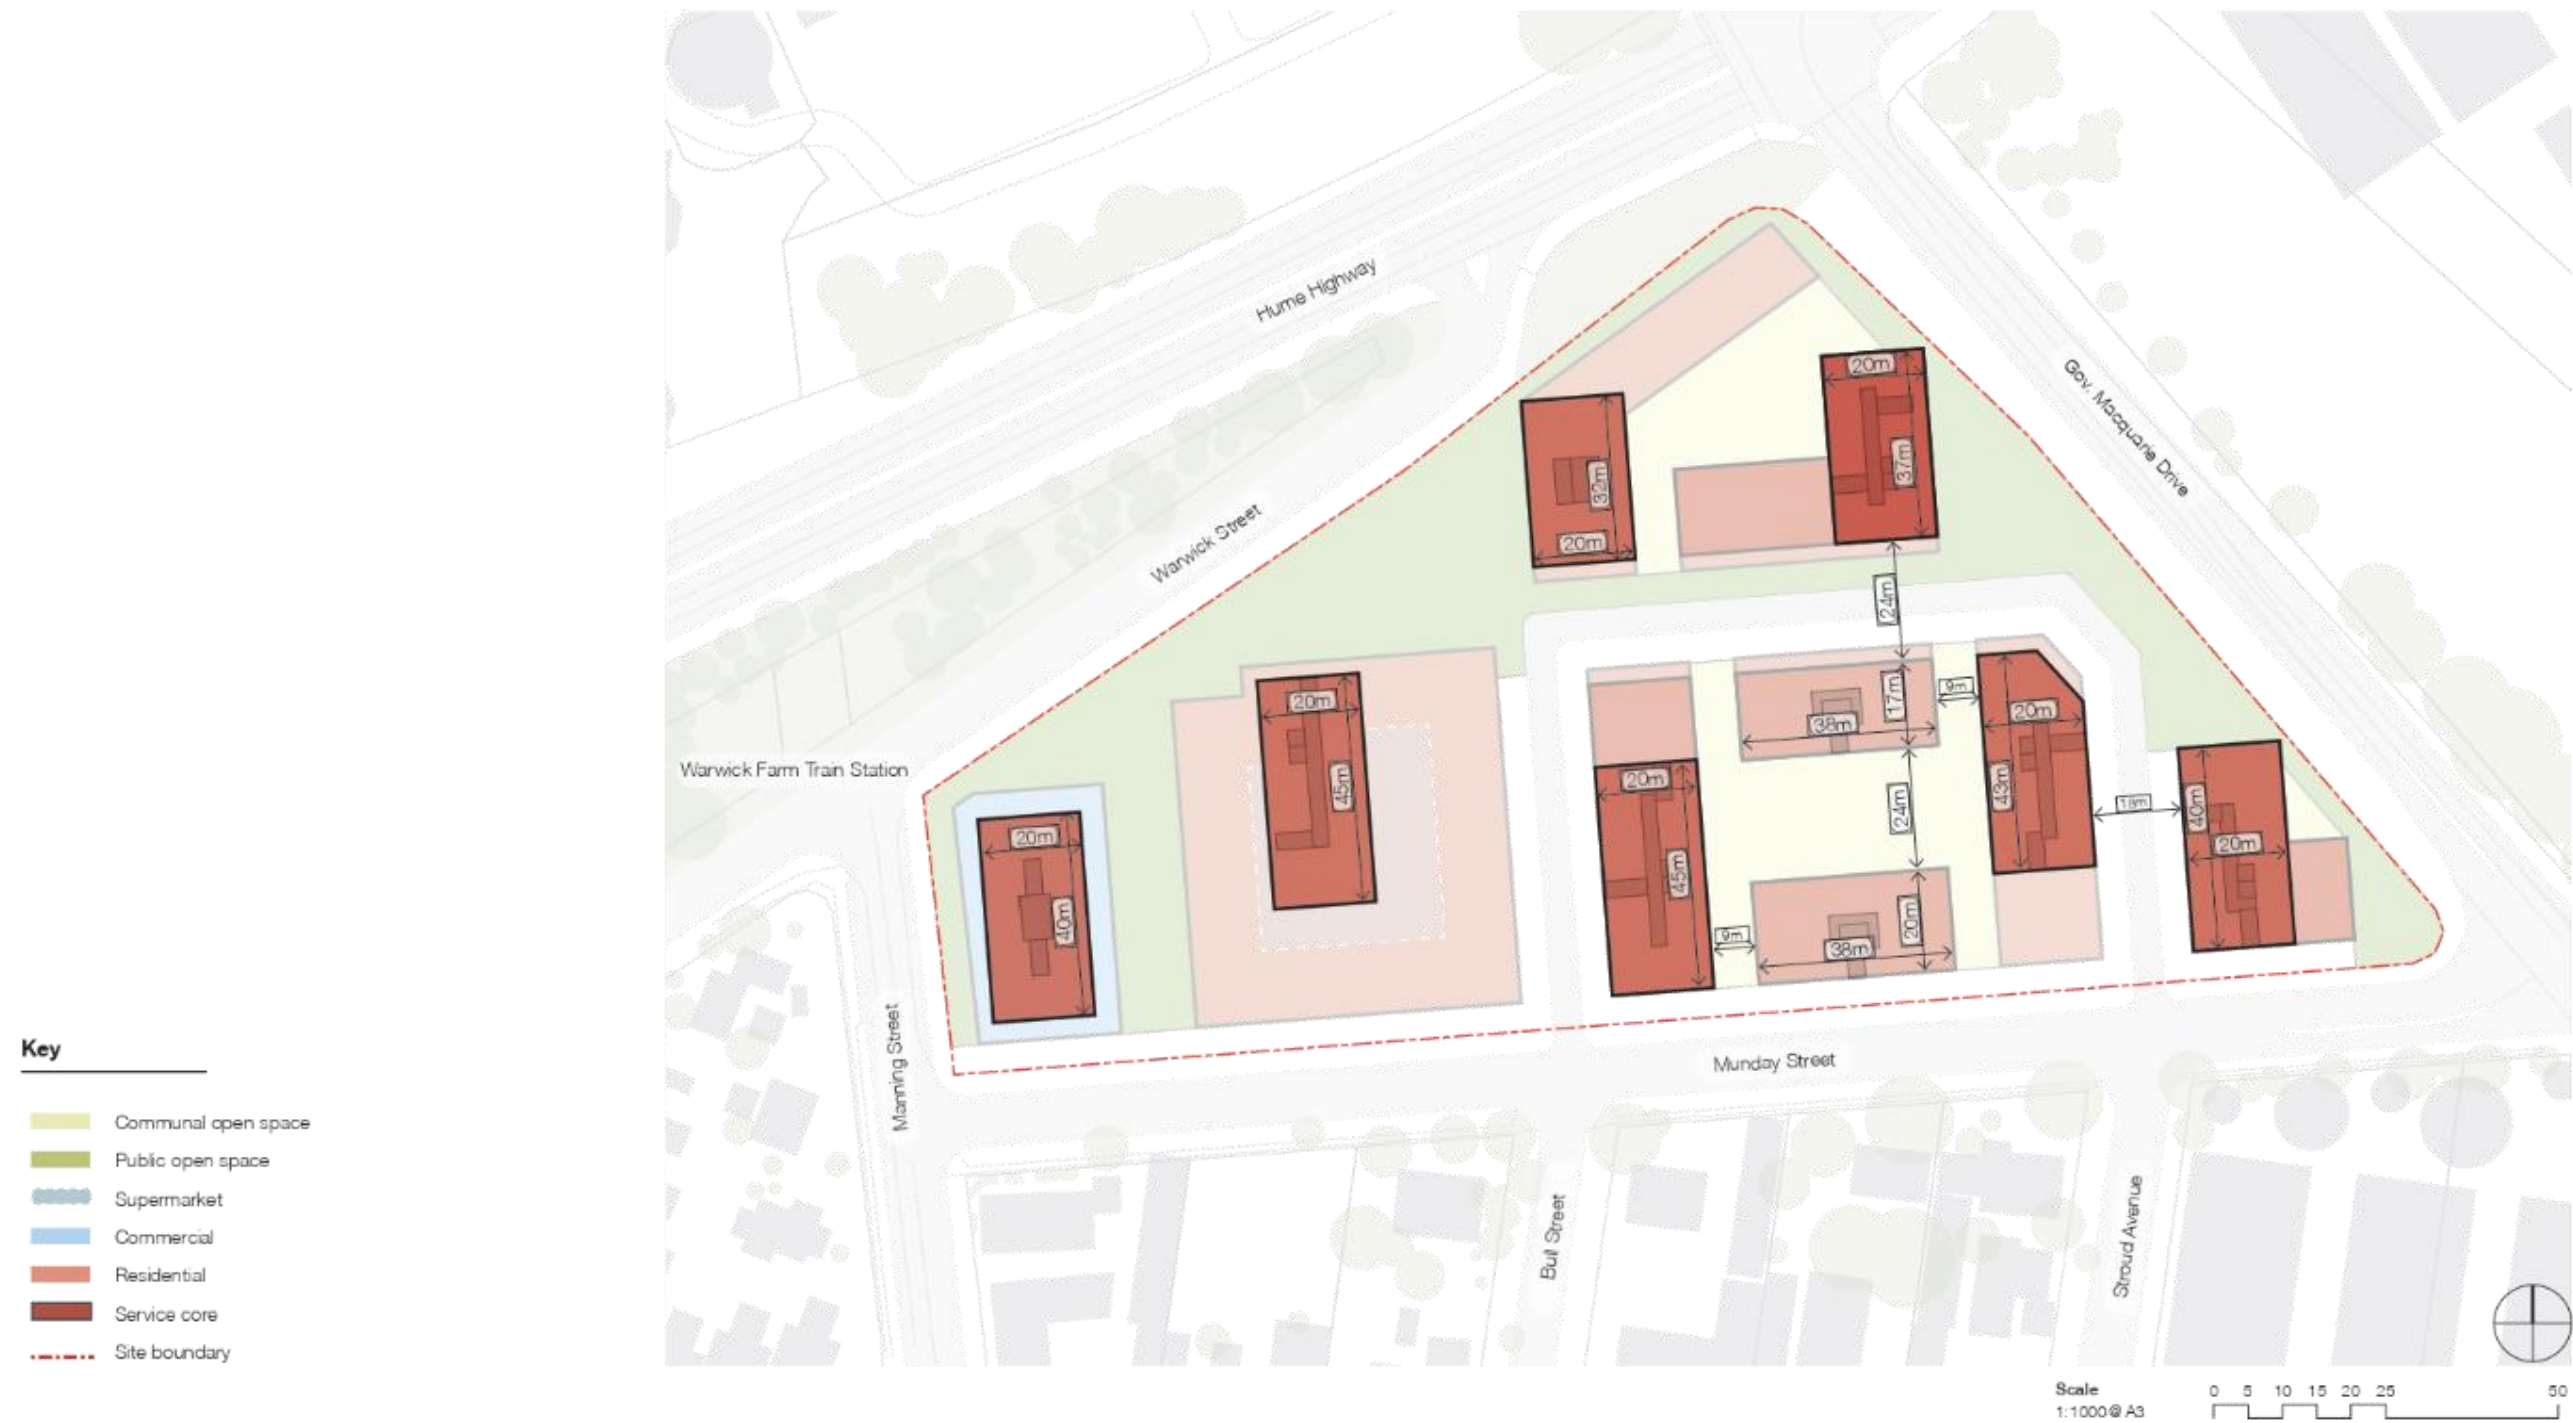 Hume Highway
Gov. Macquarie Drive
Warwick Street
Warwick Farm Train Station
Manning Street
Munday Street
Bull Street
Stroud Avenue
20m
37m
32m
20m
24m
20m
45m
17m
38m
9m
20m
43m
20m
45m
24m
18m
40m
20m
20m
40m
9m
38m
20m
Key
Communal open space
Public open space
Supermarket
Commercial
Residential
Service core
Site boundary
Scale
1:1000@ A3
0 5 10 15 20 25 50